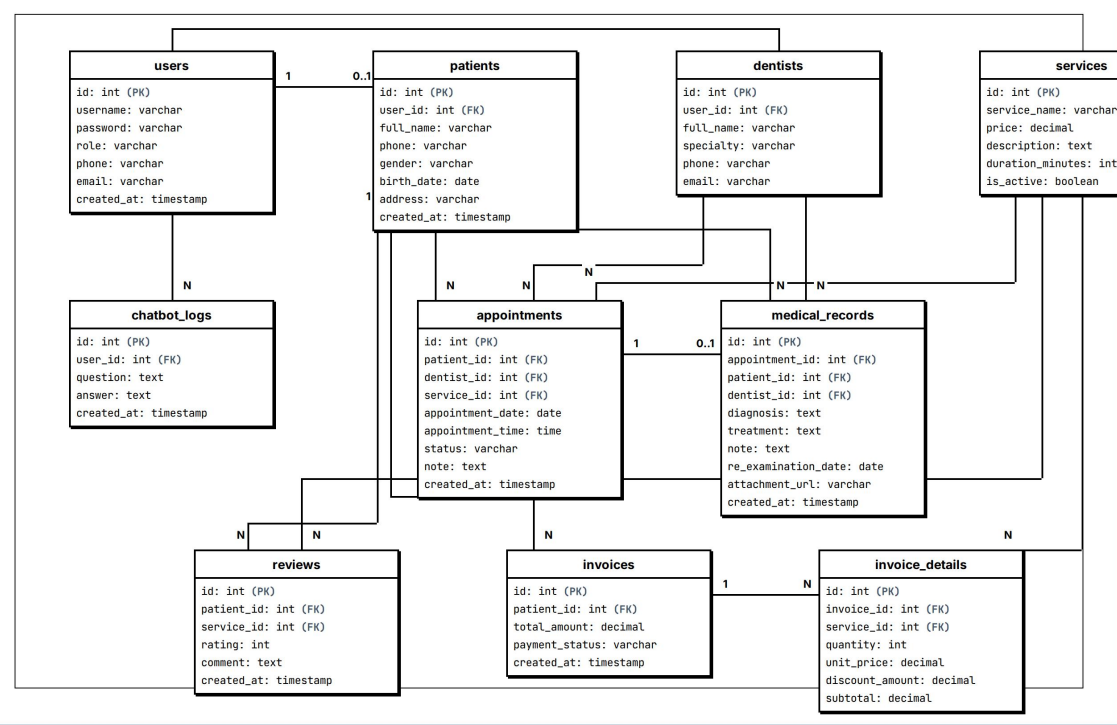 users
id: int (PK)
username: varchar
password: varchar
role: varchar
phone: varchar
email: varchar
created_at: timestamp
1
0..1
patients
id: int (PK)
user_id: int (FK)
full_name: varchar
phone: varchar
gender: varchar
birth_date: date
address: varchar
created_at: timestamp
1
dentists
id: int (PK)
user_id: int (FK)
full_name: varchar
specialty: varchar
phone: varchar
email: varchar
services
id: int (PK)
service_name: varchar
price: decimal
description: text
duration_minutes: int
is_active: boolean
N
N
N
N
N
N
chatbot_logs
id: int (PK)
user_id: int (FK)
question: text
answer: text
created_at: timestamp
appointments
id: int (PK)
patient_id: int (FK)
dentist_id: int (FK)
service_id: int (FK)
appointment_date: date
appointment_time: time
status: varchar
note: text
created_at: timestamp
1
0..1
medical_records
id: int (PK)
appointment_id: int (FK)
patient_id: int (FK)
dentist_id: int (FK)
diagnosis: text
treatment: text
note: text
re_examination_date: date
attachment_url: varchar
created_at: timestamp
N
N
N
N
reviews
id: int (PK)
patient_id: int (FK)
service_id: int (FK)
rating: int
comment: text
created_at: timestamp
invoices
id: int (PK)
patient_id: int (FK)
total_amount: decimal
payment_status: varchar
created_at: timestamp
1
N
invoice_details
id: int (PK)
invoice_id: int (FK)
service_id: int (FK)
quantity: int
unit_price: decimal
discount_amount: decimal
subtotal: decimal